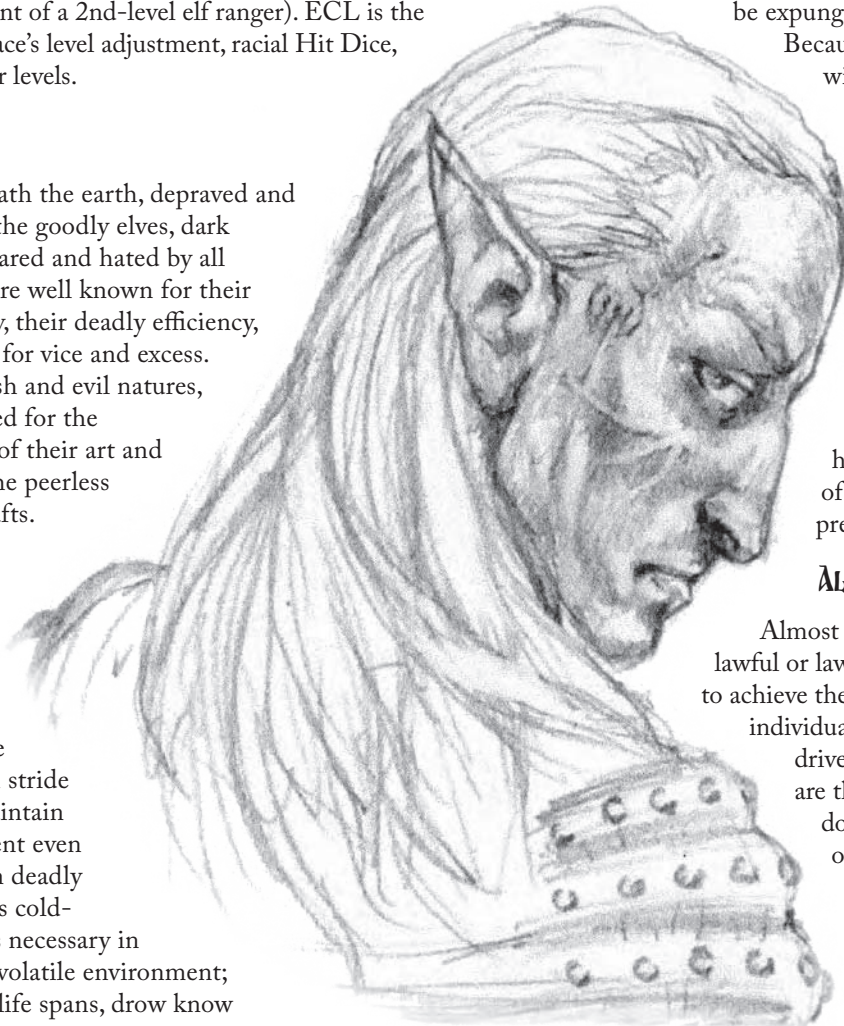 nt of a 2nd-level elf ranger). ECL is the
ace's level adjustment, racial Hit Dice,
r levels.
ath the earth, depraved and
the goodly elves, dark
ared and hated by all
re well known for their
y, their deadly efficiency,
for vice and excess.
sh and evil natures,
ed for the
of their art and
he peerless
fts.
e
stride
intain
ent even
n deadly
s cold-
necessary in
volatile environment;
life spans, drow know
be expung
Becau
wi
h
of
pre
Al
Almost
lawful or law
to achieve the
individua
drive
are th
do
o